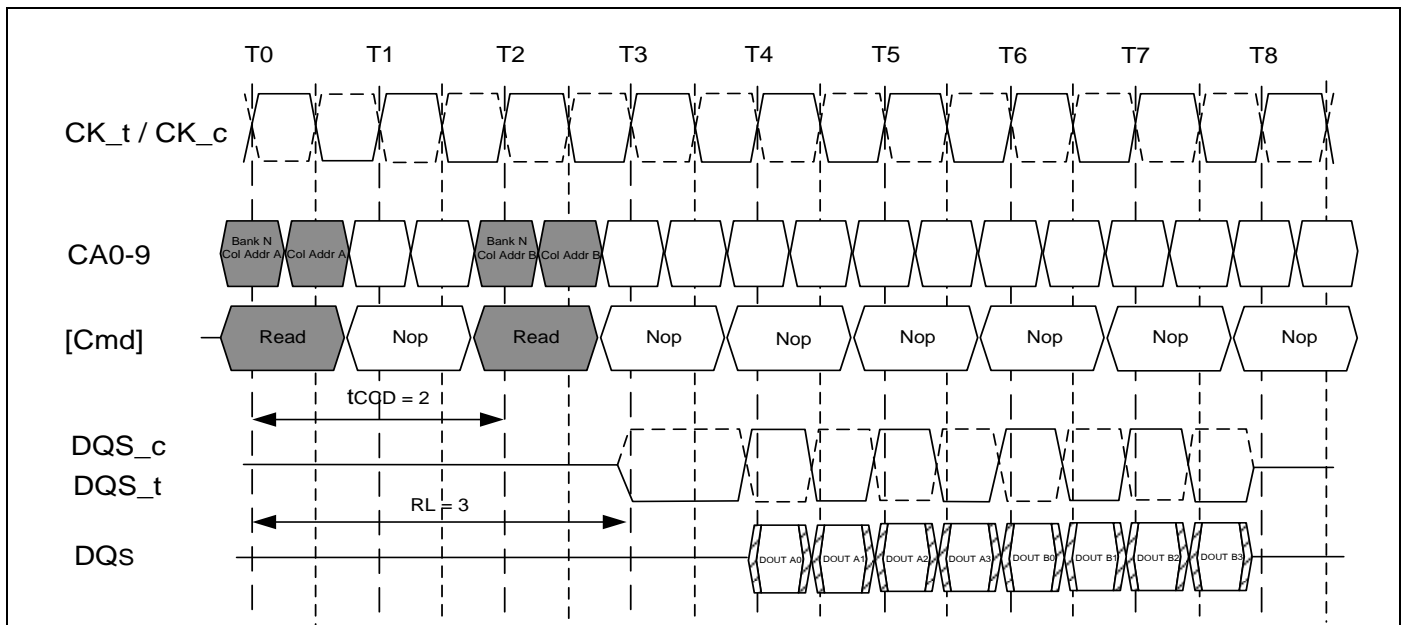 T0 T1 T2 T3 T4 T5 T6 T7 T8
CK_t / CK_c
CA0-9
Bank N
Col Addr A
Col Addr A
Bank N
Col Addr B
Col Addr B
[Cmd]
Read Nop Read Nop Nop Nop Nop Nop Nop
tCCD = 2
DQS_c
DQS_t
RL = 3
DQs
DOUT A0 DOUT A1 DOUT A2 DOUT A3 DOUT B0 DOUT B1 DOUT B2 DOUT B3